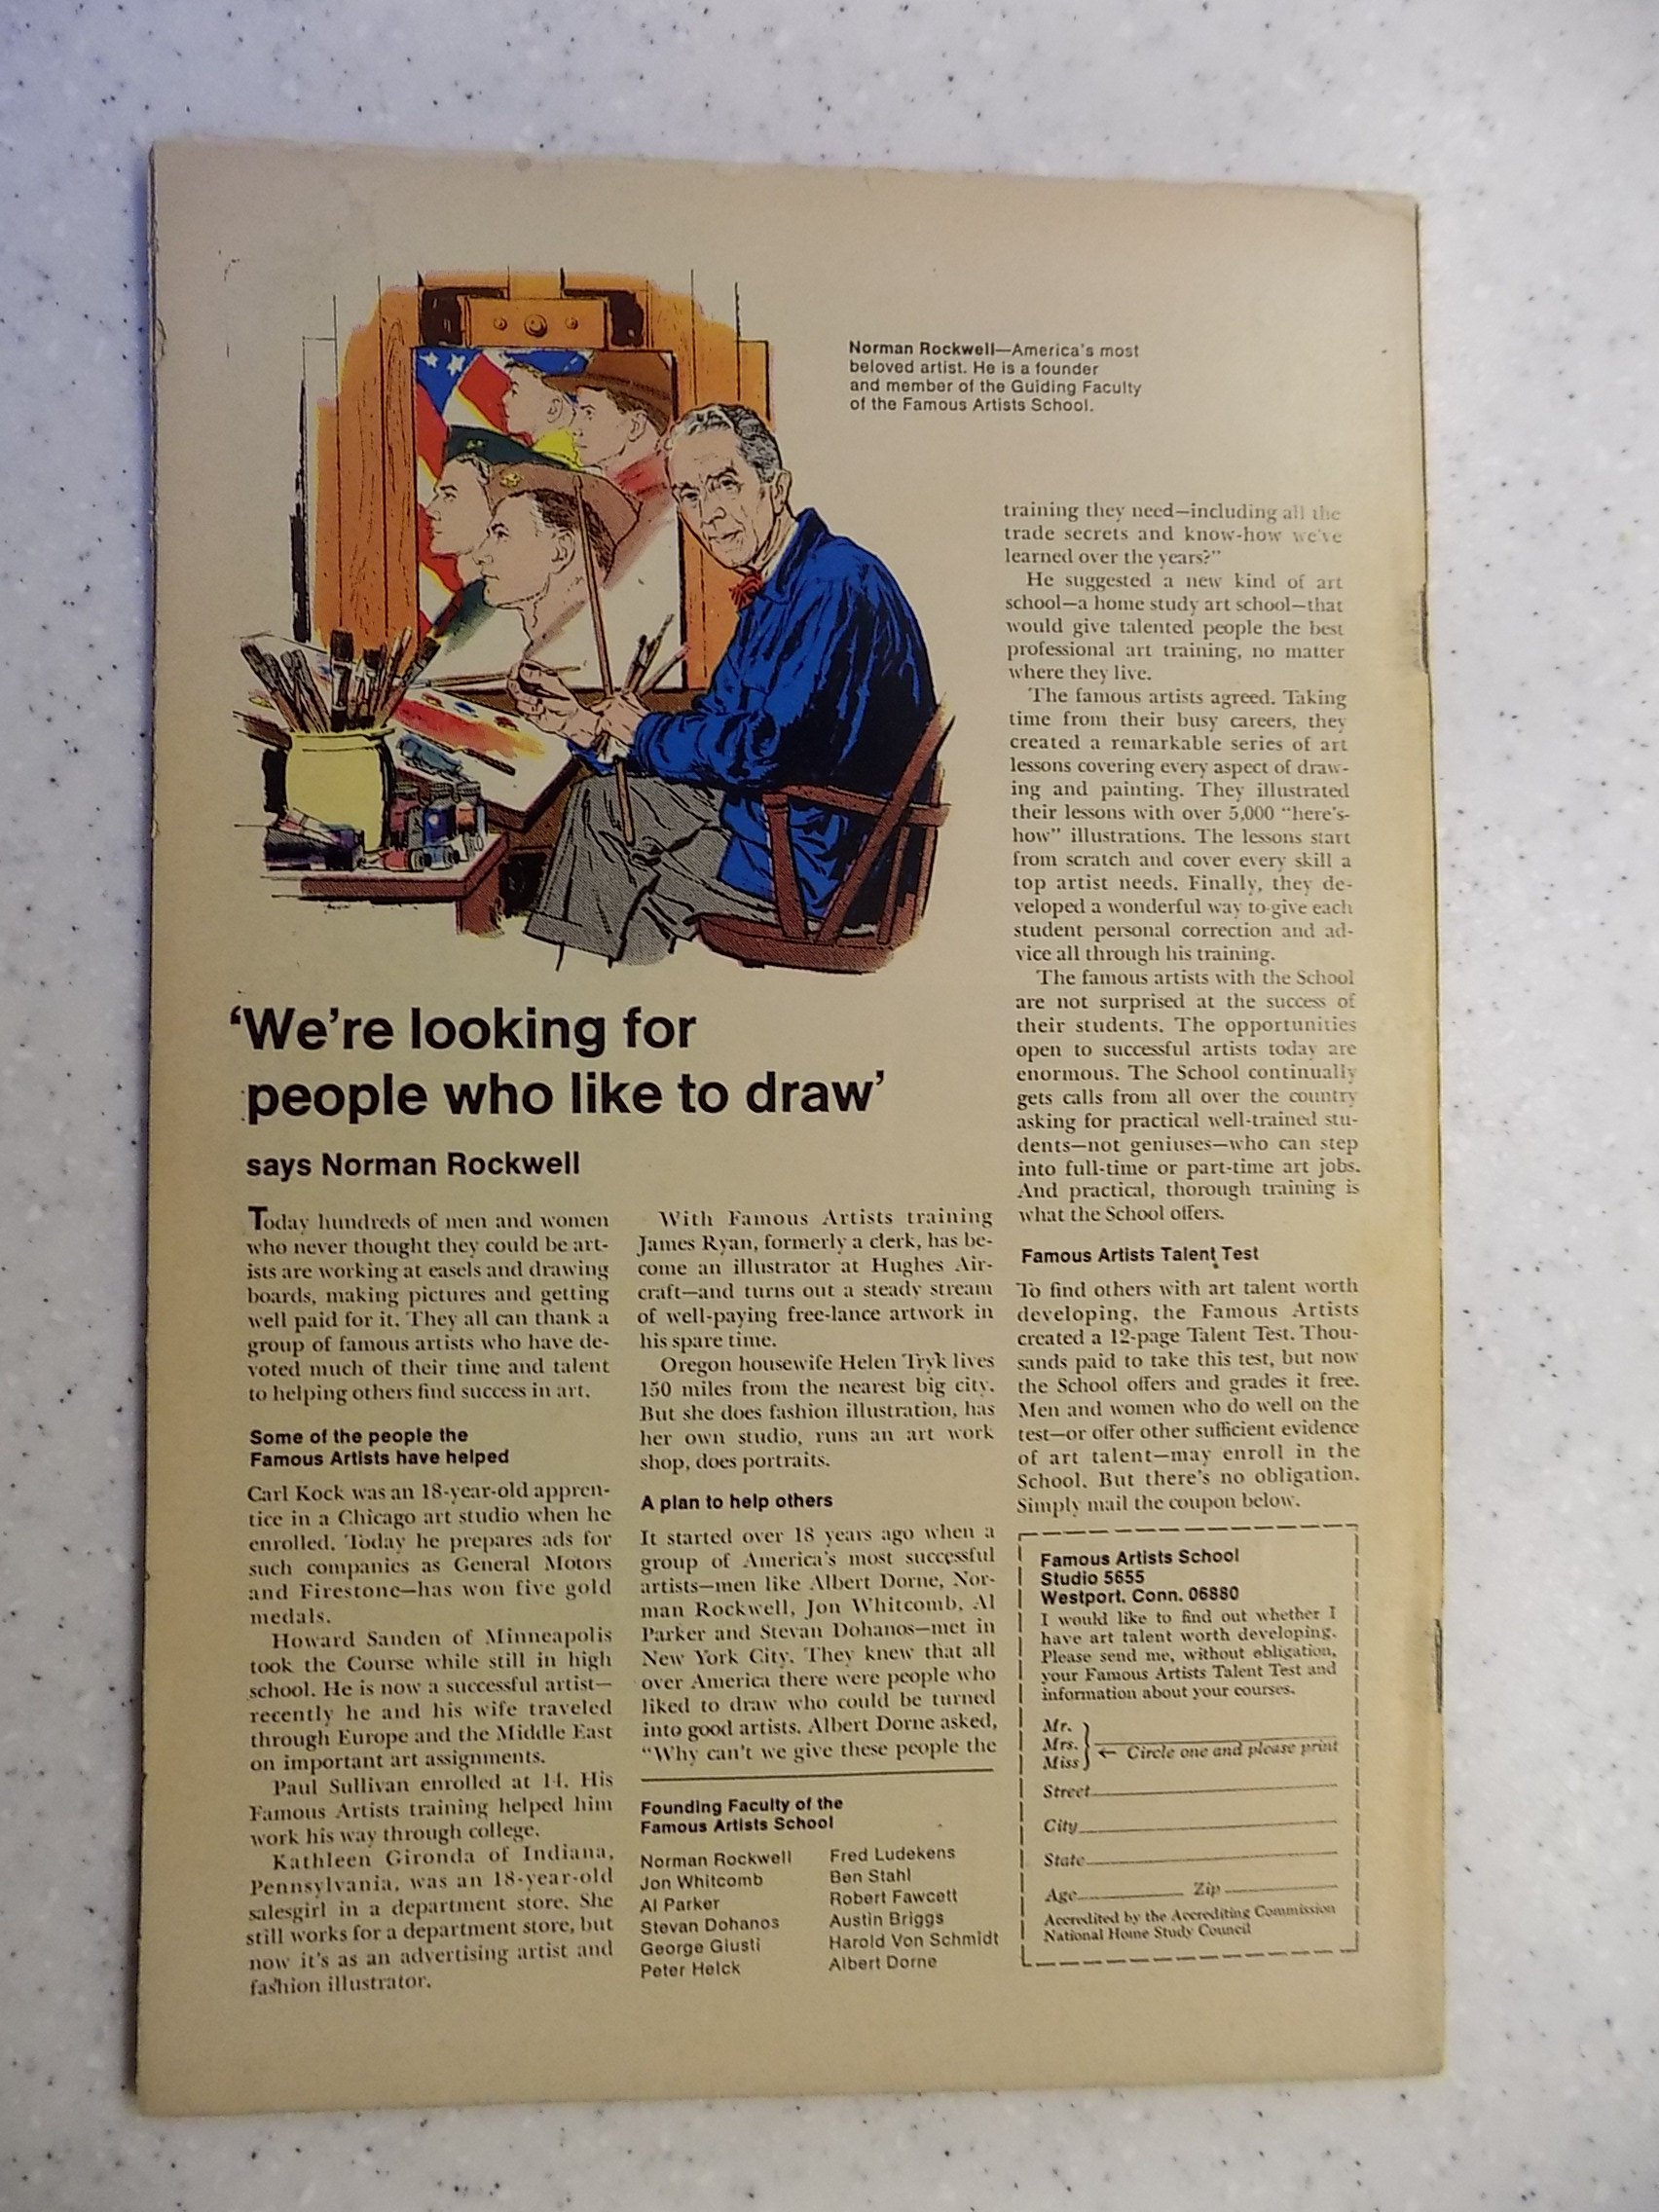 Norman Rockwell—America's most
beloved artist. He is a founder
and member of the Guiding Faculty
of the Famous Artists School.
'We're looking for
people who like to draw'
says Norman Rockwell
Today hundreds of men and women
who never thought they could be art-
ists are working at easels and drawing
boards, making pictures and getting
well paid for it. They all can thank a
group of famous artists who have de-
voted much of their time and talent
to helping others find success in art.
Some of the people the
Famous Artists have helped
Carl Kock was an 18-year-old appren-
tice in a Chicago art studio when he
enrolled. Today he prepares ads for
such companies as General Motors
and Firestone—has won five gold
medals.
Howard Sanden of Minneapolis
took the Course while still in high
school. He is now a successful artist—
recently he and his wife traveled
through Europe and the Middle East
on important art assignments.
Paul Sullivan enrolled at 14. His
Famous Artists training helped him
work his way through college.
Kathleen Gironda of Indiana,
Pennsylvania, was an 18-year-old
salesgirl in a department store. She
still works for a department store, but
now it's as an advertising artist and
fashion illustrator.
With Famous Artists training
James Ryan, formerly a clerk, has be-
come an illustrator at Hughes Air-
craft—and turns out a steady stream
of well-paying free-lance artwork in
his spare time.
Oregon housewife Helen Tryk lives
150 miles from the nearest big city.
But she does fashion illustration, has
her own studio, runs an art work
shop, does portraits.
A plan to help others
It started over 18 years ago when a
group of America's most successful
artists—men like Albert Dorne, Nor-
man Rockwell, Jon Whitcomb, Al
Parker and Stevan Dohanos—met in
New York City. They knew that all
over America there were people who
liked to draw who could be turned
into good artists. Albert Dorne asked,
"Why can't we give these people the
training they need—including all the
trade secrets and know-how we've
learned over the years?"
He suggested a new kind of art
school—a home study art school—that
would give talented people the best
professional art training, no matter
where they live.
The famous artists agreed. Taking
time from their busy careers, they
created a remarkable series of art
lessons covering every aspect of draw-
ing and painting. They illustrated
their lessons with over 5,000 "here's-
how" illustrations. The lessons start
from scratch and cover every skill a
top artist needs. Finally, they de-
veloped a wonderful way to give each
student personal correction and ad-
vice all through his training.
The famous artists with the School
are not surprised at the success of
their students. The opportunities
open to successful artists today are
enormous. The School continually
gets calls from all over the country
asking for practical well-trained stu-
dents—not geniuses—who can step
into full-time or part-time art jobs.
And practical, thorough training is
what the School offers.
Famous Artists Talent Test
To find others with art talent worth
developing, the Famous Artists
created a 12-page Talent Test. Thou-
sands paid to take this test, but now
the School offers and grades it free.
Men and women who do well on the
test—or offer other sufficient evidence
of art talent—may enroll in the
School. But there's no obligation.
Simply mail the coupon below.
Founding Faculty of the
Famous Artists School
Norman Rockwell
Jon Whitcomb
Al Parker
Stevan Dohanos
George Giusti
Peter Helck
Fred Ludekens
Ben Stahl
Robert Fawcett
Austin Briggs
Harold Von Schmidt
Albert Dorne
Famous Artists School
Studio 5655
Westport, Conn. 06880
I would like to find out whether I
have art talent worth developing.
Please send me, without obligation,
your Famous Artists Talent Test and
information about your courses.
Mr.
Mrs.
Miss
← Circle one and please print
Street
City
State
Age Zip
Accredited by the Accrediting Commission
National Home Study Council